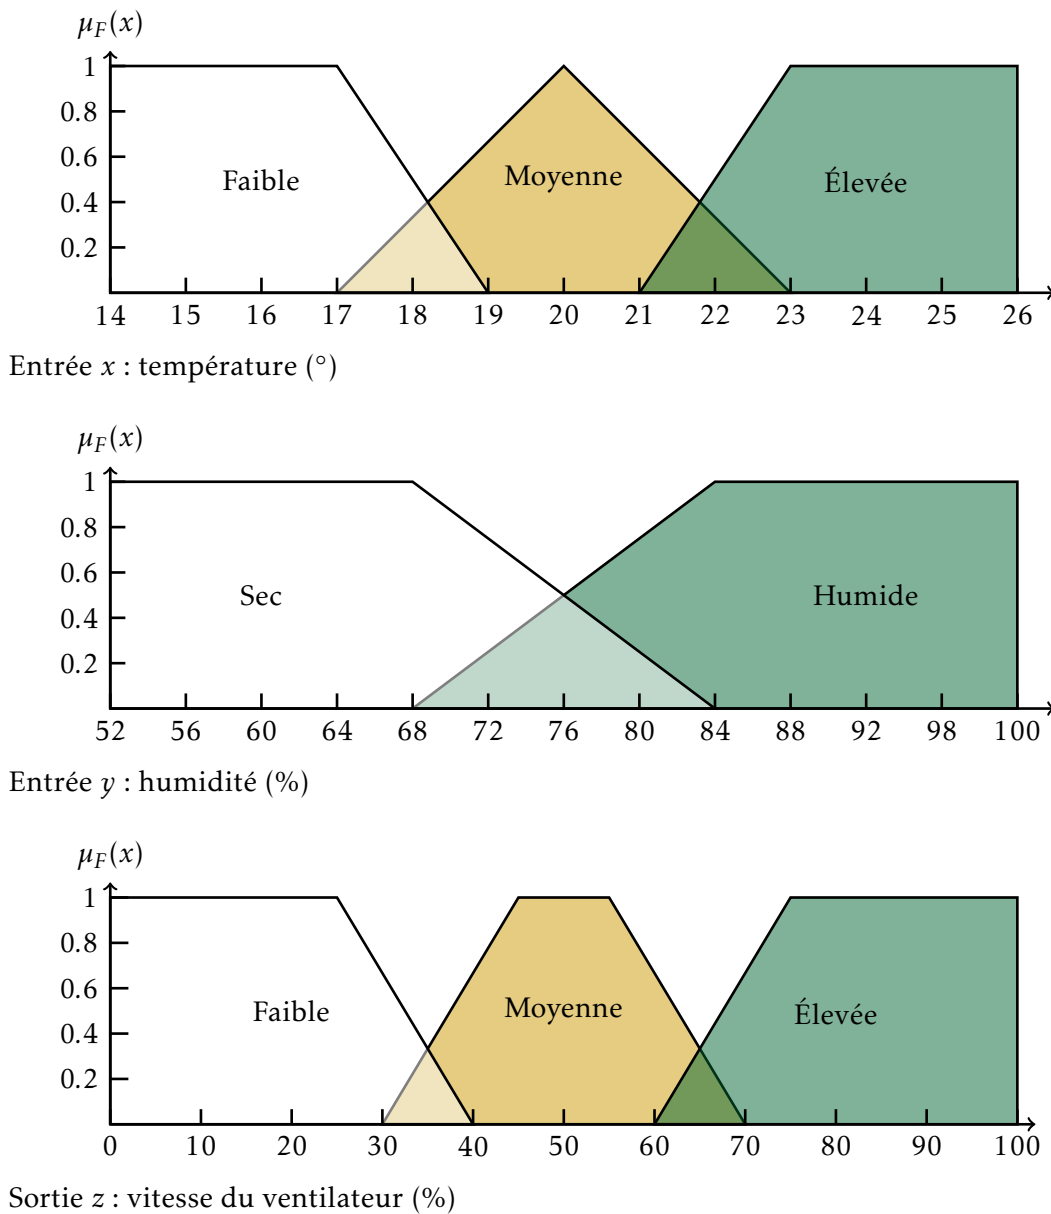 μF(x)
1
0.8
0.6
0.4
0.2
Faible
Moyenne
Élevée
14 15 16 17 18 19 20 21 22 23 24 25 26
Entrée x : température (°)
μF(x)
1
0.8
0.6
0.4
0.2
Sec
Humide
52 56 60 64 68 72 76 80 84 88 92 98 100
Entrée y : humidité (%)
μF(x)
1
0.8
0.6
0.4
0.2
Faible
Moyenne
Élevée
0 10 20 30 40 50 60 70 80 90 100
Sortie z : vitesse du ventilateur (%)